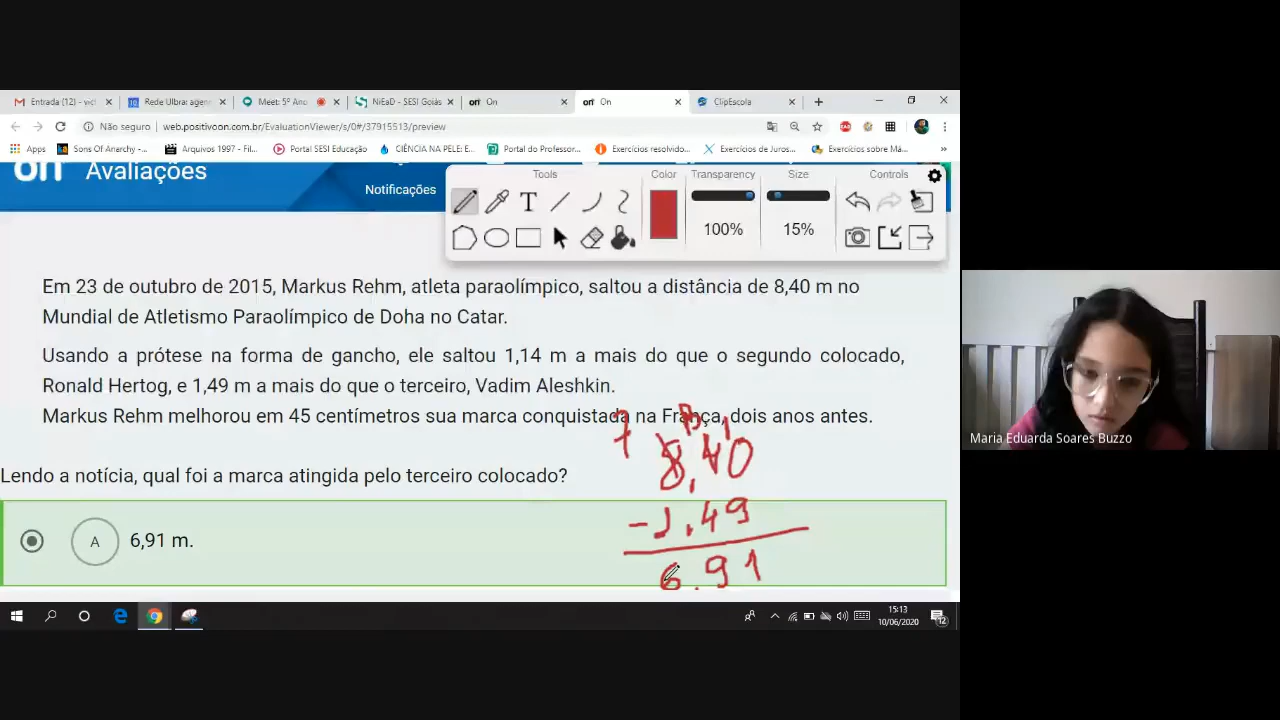 Entrada (12) - vict
Rede Ulbra: agen
Meet: 5º Ano
NiEaD - SESI Goiás
On
On
ClipEscola
Não seguro
web.positivoon.com.br/EvaluationViewer/s/0#/37915513/preview
Apps
Sons Of Anarchy -...
Arquivos 1997 - Fil...
Portal SESI Educação
CIÊNCIA NA PELE: E...
Portal do Professor...
Exercícios resolvido...
Exercícios de Juros...
Exercícios sobre Má...
»
on Avaliações
Notificações
Tools
Color
Transparency
Size
Controls
100%
15%
Em 23 de outubro de 2015, Markus Rehm, atleta paraolímpico, saltou a distância de 8,40 m no
Mundial de Atletismo Paraolímpico de Doha no Catar.
Usando a prótese na forma de gancho, ele saltou 1,14 m a mais do que o segundo colocado,
Ronald Hertog, e 1,49 m a mais do que o terceiro, Vadim Aleshkin.
Markus Rehm melhorou em 45 centímetros sua marca conquistada na França, dois anos antes.
7 13 1
8,40
Lendo a notícia, qual foi a marca atingida pelo terceiro colocado?
-1,49
A 6,91 m.
6,91
Maria Eduarda Soares Buzzo
15:13
10/06/2020
12